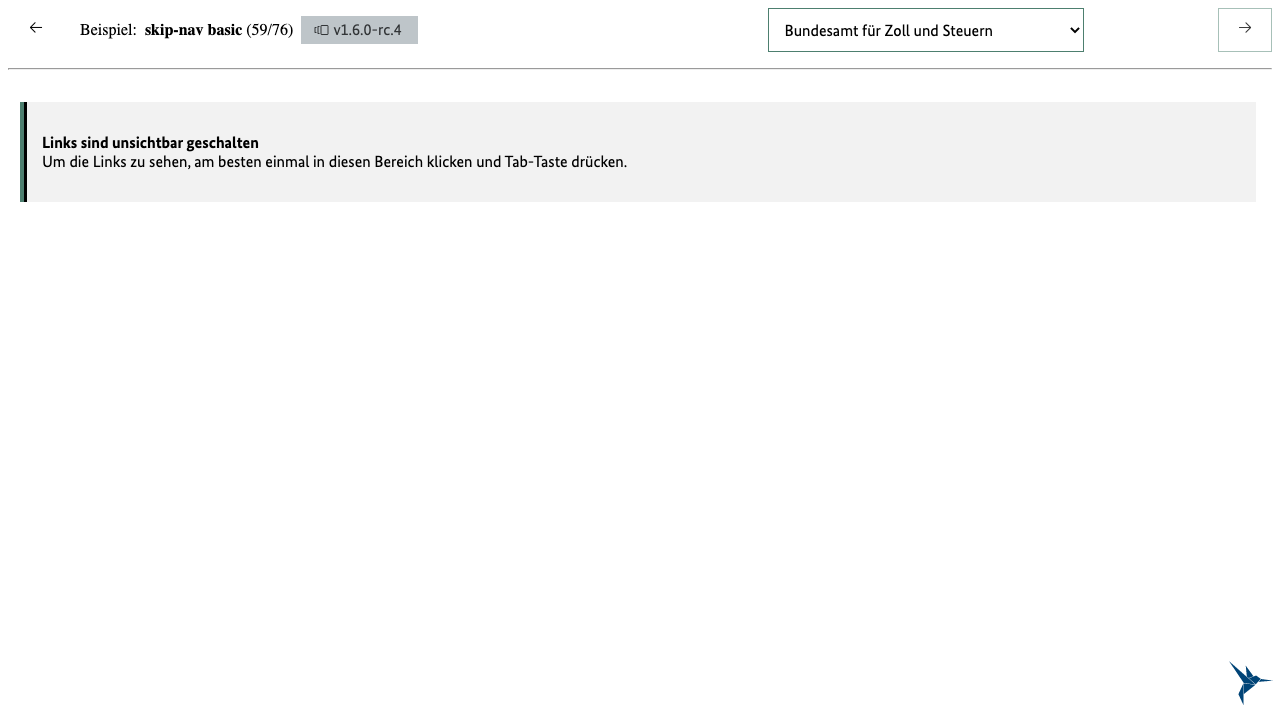 Beispiel: skip-nav basic (59/76) v1.6.0-rc.4 Bundesamt für Zoll und Steuern
Links sind unsichtbar geschalten
Um die Links zu sehen, am besten einmal in diesen Bereich klicken und Tab-Taste drücken.